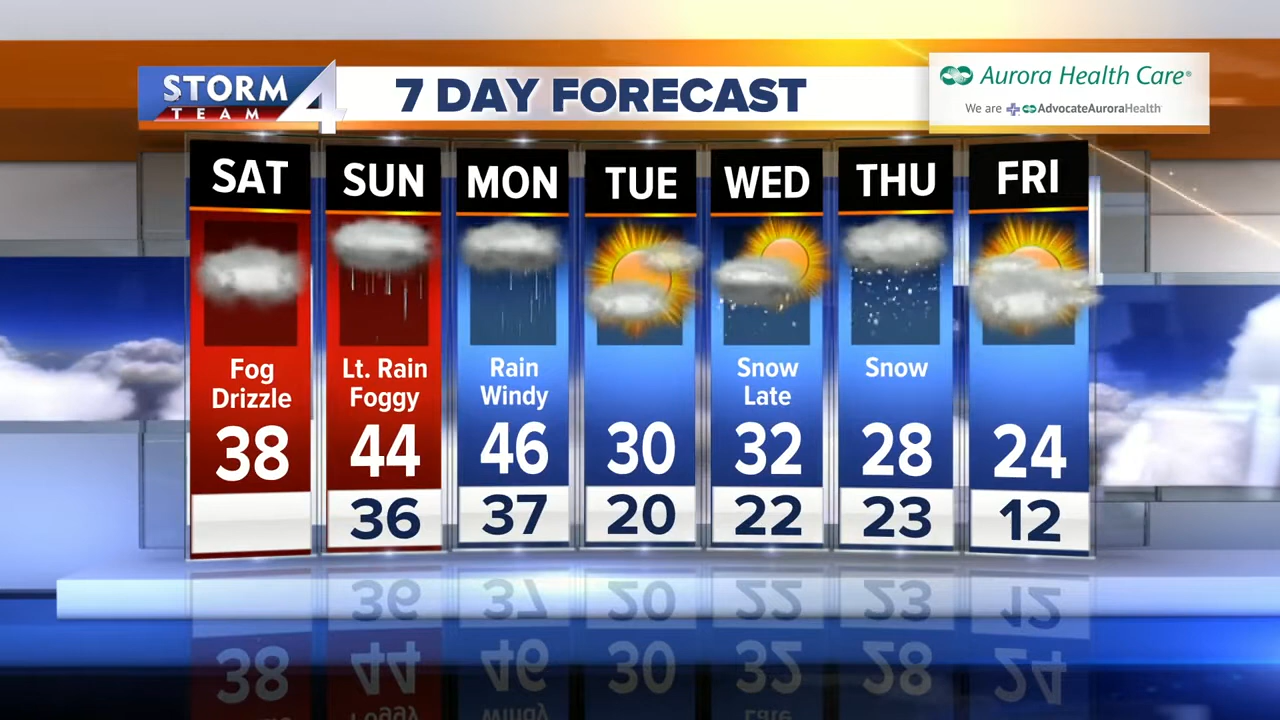 STORM
TEAM
4
7 DAY FORECAST
Aurora Health Care®
We are AdvocateAuroraHealth
SAT
SUN
MON
TUE
WED
THU
FRI
Fog
Drizzle
Lt. Rain
Foggy
Rain
Windy
Snow
Late
Snow
38
44
46
30
32
28
24
36
37
20
22
23
12